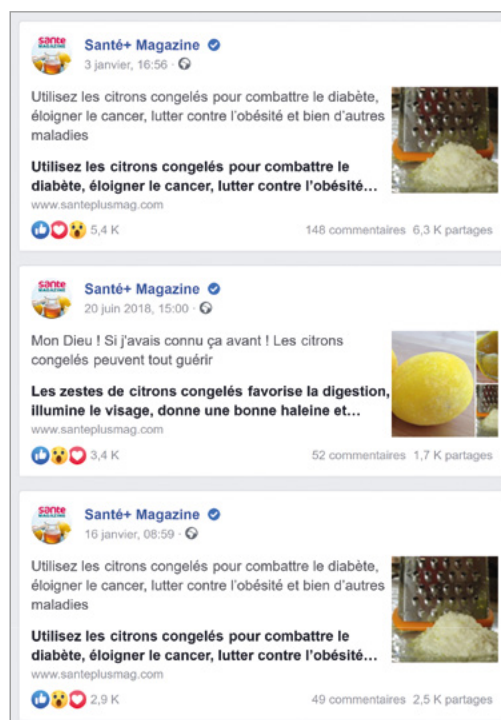 santé
MAGAZINE
Santé+ Magazine
3 janvier, 16:56 ·
Utilisez les citrons congelés pour combattre le diabète,
éloigner le cancer, lutter contre l'obésité et bien d'autres
maladies
Utilisez les citrons congelés pour combattre le
diabète, éloigner le cancer, lutter contre l'obésité...
www.santeplusmag.com
5,4 K
148 commentaires 6,3 K partages
santé
MAGAZINE
Santé+ Magazine
20 juin 2018, 15:00 ·
Mon Dieu ! Si j'avais connu ça avant ! Les citrons
congelés peuvent tout guérir
Les zestes de citrons congelés favorise la digestion,
illumine le visage, donne une bonne haleine et...
www.santeplusmag.com
3,4 K
52 commentaires 1,7 K partages
santé
MAGAZINE
Santé+ Magazine
16 janvier, 08:59 ·
Utilisez les citrons congelés pour combattre le diabète,
éloigner le cancer, lutter contre l'obésité et bien d'autres
maladies
Utilisez les citrons congelés pour combattre le
diabète, éloigner le cancer, lutter contre l'obésité...
www.santeplusmag.com
2,9 K
49 commentaires 2,5 K partages